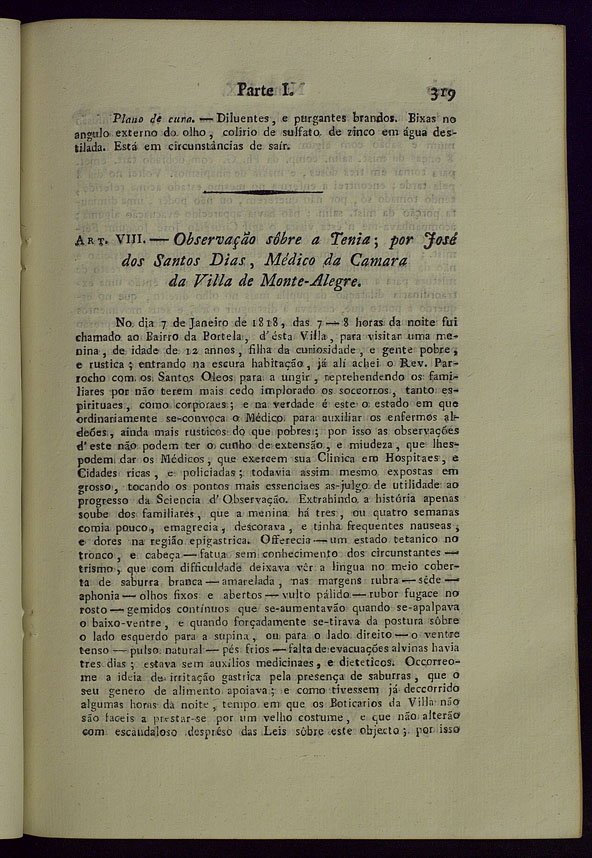 Parte I. 319
Plano de cura. — Diluentes, e purgantes brandos. Bixas no
angulo externo do olho, colirio de sulfato de zinco em água des-
tilada. Está em circunstâncias de saír.
ART. VIII. — Observação sôbre a Tenia; por José
dos Santos Dias, Médico da Camara
da Villa de Monte-Alegre.
No dia 7 de Janeiro de 1818, das 7 — 8 horas da noite fui
chamado ao Bairro da Portela, d'ésta Villa, para visitar uma me-
nina, de idade de 12 annos, filha da curiosidade, e gente pobre,
e rustica; entrando na escura habitação, já alí achei o Rev. Par-
rocho com os Santos Oleos para a ungir, reprehendendo os fami-
liares por não terem mais cedo implorado os soccorros, tanto es-
pirituaes, como corporaes; e na verdade é este o estado em que
ordinariamente se-convoca o Médico para auxiliar os enfermos al-
deões, ainda mais rusticos do que pobres; por isso as observações
d'este não podem ter o cunho de extensão, e miudeza, que lhes-
podem dar os Médicos, que exercem sua Clinica em Hospitaes, e
Cidades ricas, e policiadas; todavia assim mesmo expostas em
grosso, tocando os pontos mais essenciaes as-julgo de utilidade ao
progresso da Sciencia d'Observação. Extrahindo a história apenas
soube dos familiares, que a menina há tres, ou quatro semanas
comia pouco, emagrecia, descorava, e tinha frequentes nauseas,
e dores na região epigastrica. Offerecia — um estado tetanico no
tronco, e cabeça — fatua sem conhecimento dos circunstantes —
trismo, que com difficuldade deixava vêr a lingua no meio cober-
ta de saburra branca — amarelada, nas margens rubra — sêde —
aphonia — olhos fixos e abertos — vulto pálido — rubor fugace no
rosto — gemidos contínuos que se-aumentavão quando se-apalpava
o baixo-ventre, e quando forçadamente se-tirava da postura sôbre
o lado esquerdo para a supina, ou para o lado direito — o ventre
tenso — pulso natural — pés frios — falta de evacuações alvinas havia
tres dias; estava sem auxílios medicinaes, e dieteticos. Occorreo-
me a ideia de irritação gastrica pela presença de saburras, que o
seu genero de alimento apoiava; e como tivessem já deccorrido
algumas horas da noite, tempo em que os Boticarios da Villa não
são faceis a prestar-se por um velho costume, e que não alterão
com escandaloso despréso das Leis sôbre este objecto; por isso